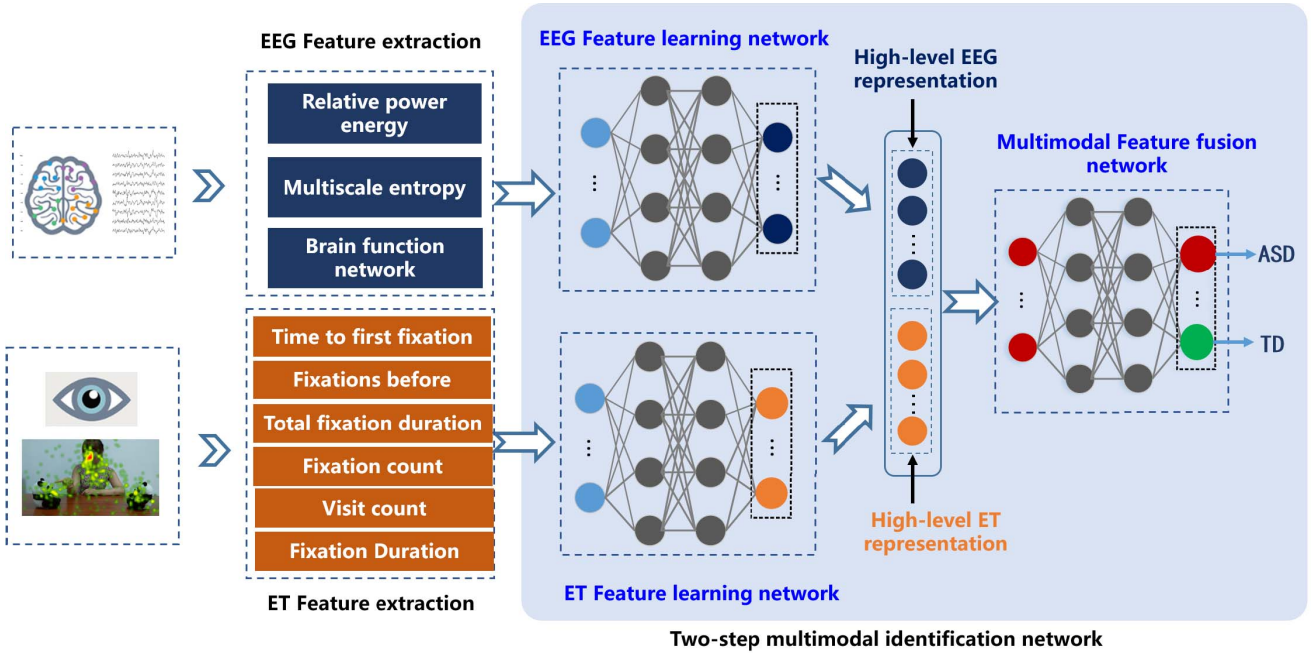 EEG Feature extraction
Relative power
energy
Multiscale entropy
Brain function
network
Time to first fixation
Fixations before
Total fixation duration
Fixation count
Visit count
Fixation Duration
ET Feature extraction
EEG Feature learning network
ET Feature learning network
High-level EEG
representation
High-level ET
representation
Multimodal Feature fusion
network
ASD
TD
Two-step multimodal identification network